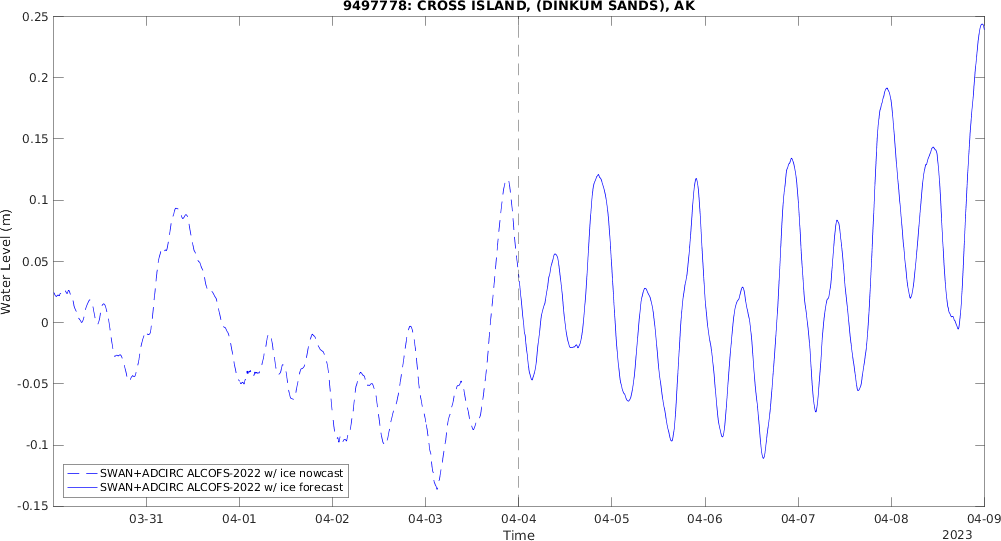 9497778: CROSS ISLAND, (DINKUM SANDS), AK
0.25
0.2
0.15
0.1
0.05
0
-0.05
-0.1
-0.15
Water Level (m)
SWAN+ADCIRC ALCOFS-2022 w/ ice nowcast
SWAN+ADCIRC ALCOFS-2022 w/ ice forecast
03-31 04-01 04-02 04-03 04-04 04-05 04-06 04-07 04-08 04-09
Time
2023